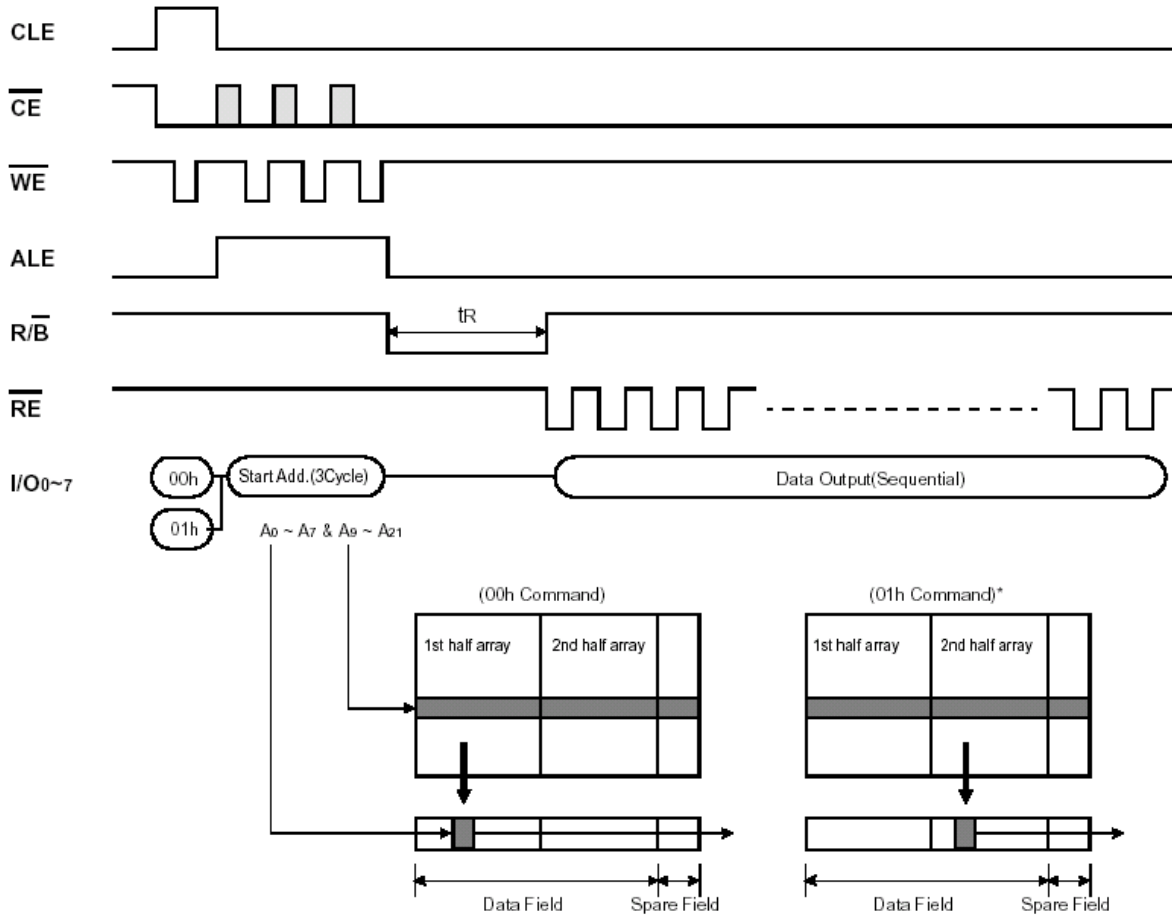 CLE
CE
WE
ALE
R/B
tR
RE
I/O0~7
00h
Start Add.(3Cycle)
Data Output(Sequential)
01h
A0 ~ A7 & A9 ~ A21
(00h Command)
(01h Command)*
1st half array
2nd half array
1st half array
2nd half array
Data Field
Spare Field
Data Field
Spare Field